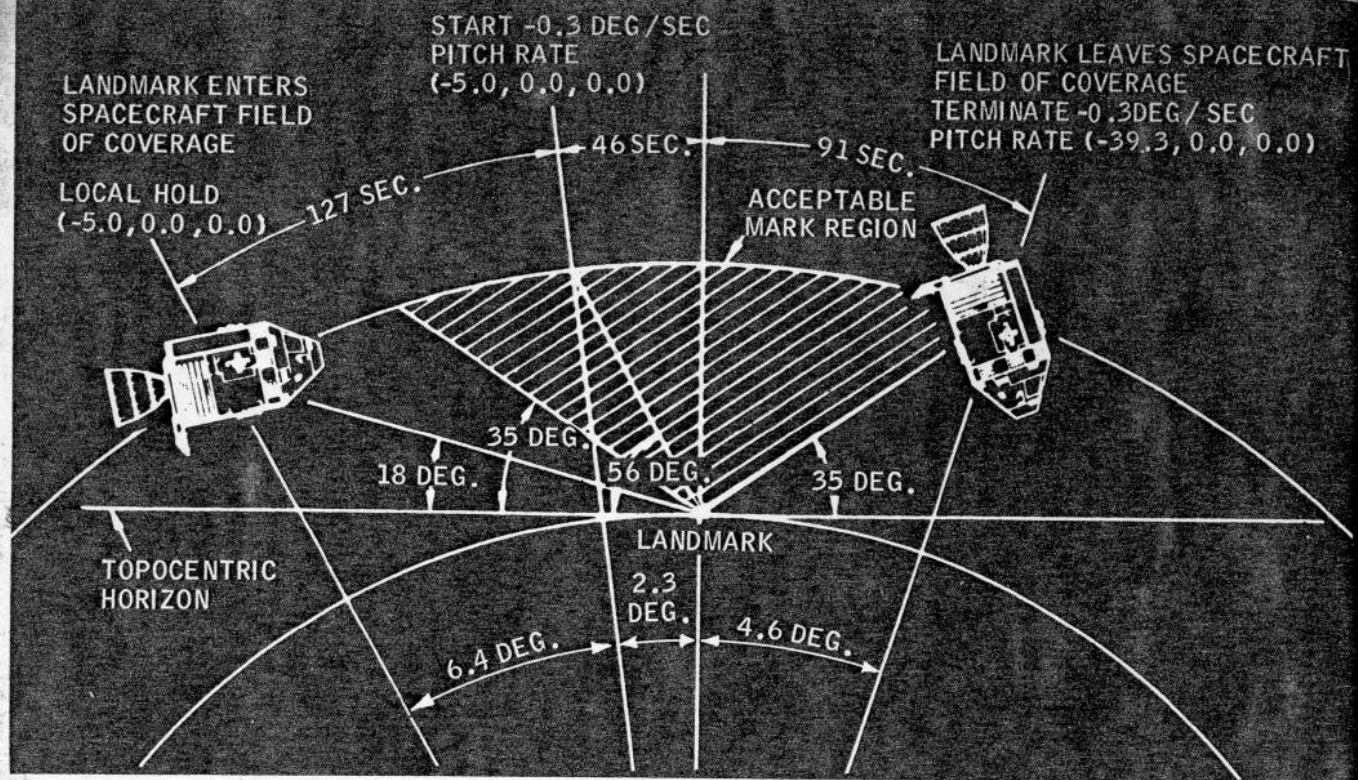 START -0.3 DEG/SEC
PITCH RATE
(-5.0, 0.0, 0.0)
LANDMARK ENTERS
SPACECRAFT FIELD
OF COVERAGE
LOCAL HOLD
(-5.0, 0.0, 0.0)
LANDMARK LEAVES SPACECRAFT
FIELD OF COVERAGE
TERMINATE -0.3DEG/SEC
PITCH RATE (-39.3, 0.0, 0.0)
127 SEC.
46 SEC.
91 SEC.
ACCEPTABLE
MARK REGION
18 DEG.
35 DEG.
56 DEG.
35 DEG.
LANDMARK
TOPOCENTRIC
HORIZON
6.4 DEG.
2.3
DEG.
4.6 DEG.